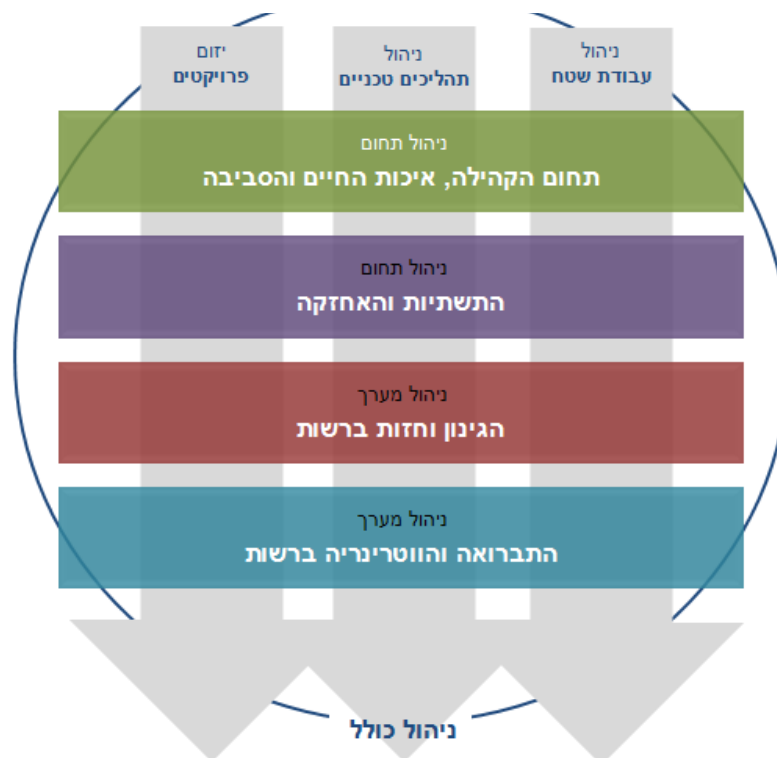 ניהול
עבודת שטח
ניהול
תהליכים טכניים
יזום
פרויקטים
ניהול תחום
תחום הקהילה, איכות החיים והסביבה
ניהול תחום
התשתיות והאחזקה
ניהול מערך
הגינון וחזות ברשות
ניהול מערך
התברואה והווטרינריה ברשות
ניהול כולל